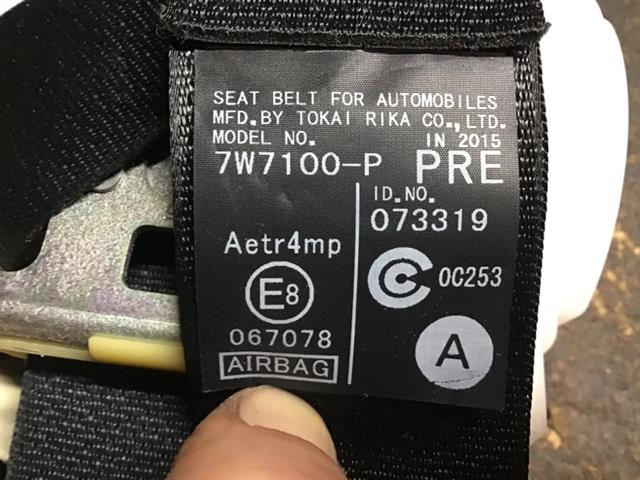 SEAT BELT FOR AUTOMOBILES
MFD.BY TOKAI RIKA CO.,LTD.
MODEL NO. IN 2015
7W7100-P PRE
Aetr4mp
E8
067078
AIRBAG
ID.NO.
073319
CC 0C253
A